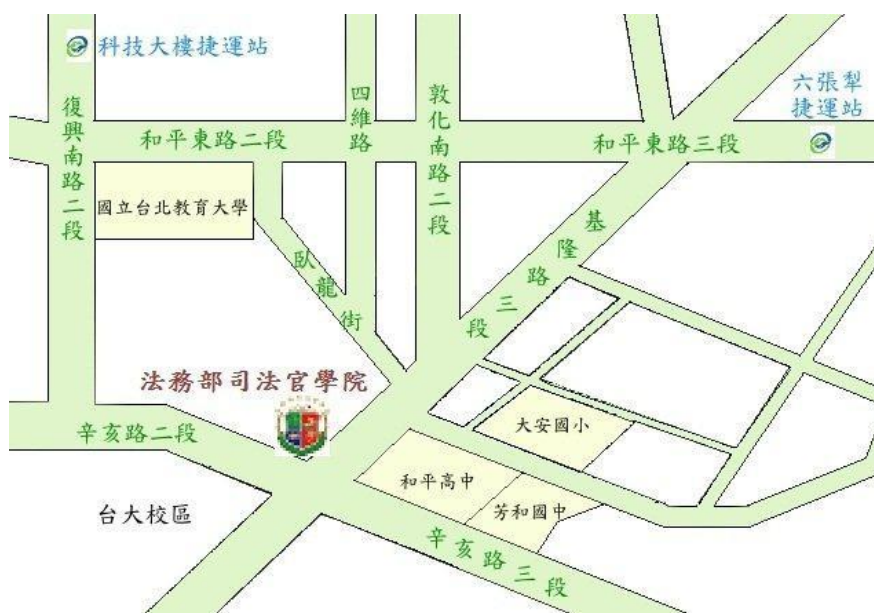 科技大樓捷運站
六張犁
捷運站
復興南路二段
四維路
敦化南路二段
和平東路二段
和平東路三段
國立台北教育大學
基隆路三段
臥龍街
法務部司法官學院
辛亥路二段
大安國小
和平高中
芳和國中
台大校區
辛亥路三段